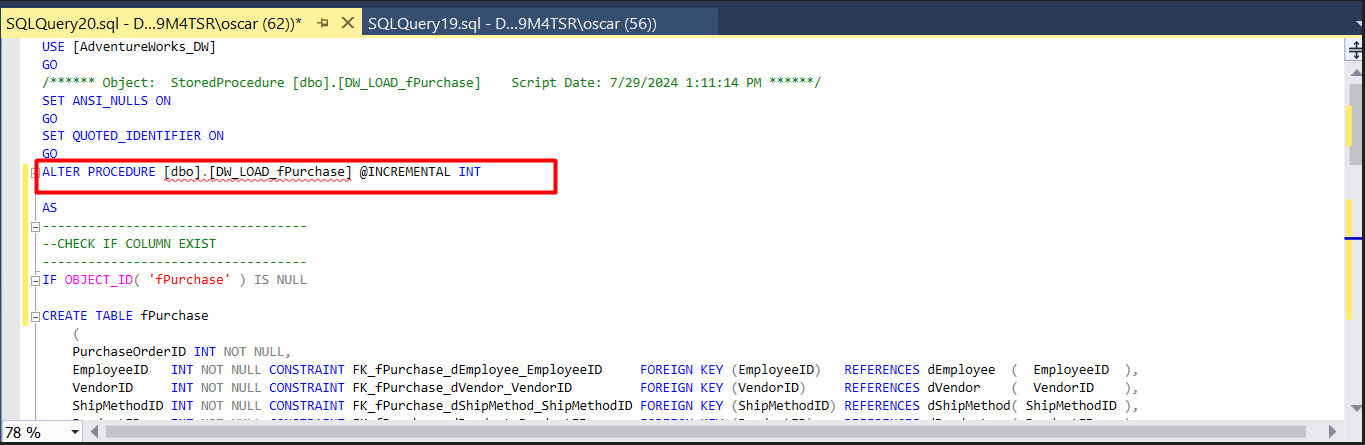 SQLQuery20.sql - D...9M4TSR\oscar (62))* SQLQuery19.sql - D...9M4TSR\oscar (56))
USE [AdventureWorks_DW]
GO
/****** Object:  StoredProcedure [dbo].[DW_LOAD_fPurchase]    Script Date: 7/29/2024 1:11:14 PM ******/
SET ANSI_NULLS ON
GO
SET QUOTED_IDENTIFIER ON
GO
ALTER PROCEDURE [dbo].[DW_LOAD_fPurchase] @INCREMENTAL INT
AS
-----------------------------------
--CHECK IF COLUMN EXIST
-----------------------------------
IF OBJECT_ID( 'fPurchase' ) IS NULL
CREATE TABLE fPurchase
(
PurchaseOrderID INT NOT NULL,
EmployeeID   INT NOT NULL CONSTRAINT FK_fPurchase_dEmployee_EmployeeID     FOREIGN KEY (EmployeeID)   REFERENCES dEmployee  (  EmployeeID  ),
VendorID     INT NOT NULL CONSTRAINT FK_fPurchase_dVendor_VendorID         FOREIGN KEY (VendorID)     REFERENCES dVendor    (  VendorID    ),
ShipMethodID INT NOT NULL CONSTRAINT FK_fPurchase_dShipMethod_ShipMethodID FOREIGN KEY (ShipMethodID) REFERENCES dShipMethod( ShipMethodID ),
78 %